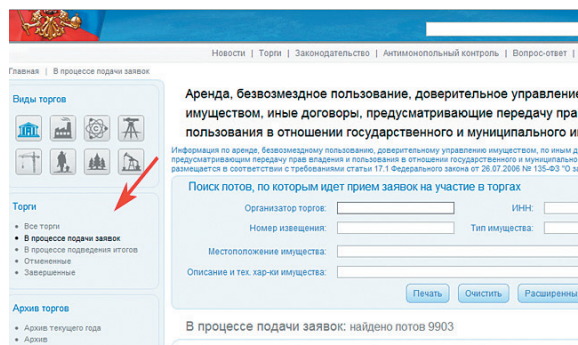 Новости | Торги | Законодательство | Антимонопольный контроль | Вопрос-ответ |
Главная | В процессе подачи заявок
Виды торгов
Торги
• Все торги
• В процессе подачи заявок
• В процессе подведения итогов
• Отмененные
• Завершенные
Архив торгов
• Архив текущего года
• Архив
Аренда, безвозмездное пользование, доверительное управление
имуществом, иные договоры, предусматривающие передачу пра
пользования в отношении государственного и муниципального и
Информация по аренде, безвозмездному пользованию, доверительному управлению имуществом, по иным д
предусматривающим передачу прав владения и пользования в отношении государственного и муниципально
размещается в соответствии с требованиями статьи 17.1 Федерального закона от 26.07.2006 № 135-ФЗ "О за
Поиск лотов, по которым идет прием заявок на участие в торгах
Организатор торгов: ИНН:
Номер извещения: Тип имущества:
Местоположение имущества:
Описание и тех. хар-ки имущества:
Печать Очистить Расширенны
В процессе подачи заявок: найдено лотов 9903